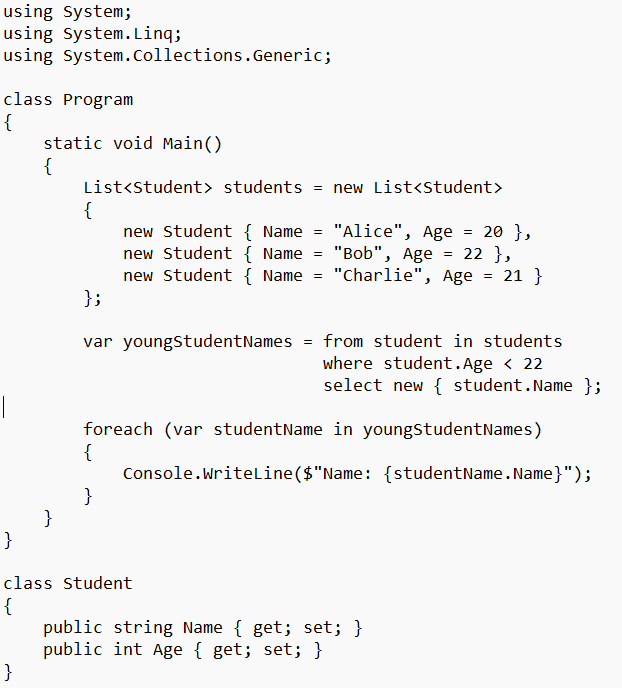 using System;
using System.Linq;
using System.Collections.Generic;

class Program
{
    static void Main()
    {
        List<Student> students = new List<Student>
        {
            new Student { Name = "Alice", Age = 20 },
            new Student { Name = "Bob", Age = 22 },
            new Student { Name = "Charlie", Age = 21 }
        };

        var youngStudentNames = from student in students
                                where student.Age < 22
                                select new { student.Name };

        foreach (var studentName in youngStudentNames)
        {
            Console.WriteLine($"Name: {studentName.Name}");
        }
    }
}

class Student
{
    public string Name { get; set; }
    public int Age { get; set; }
}